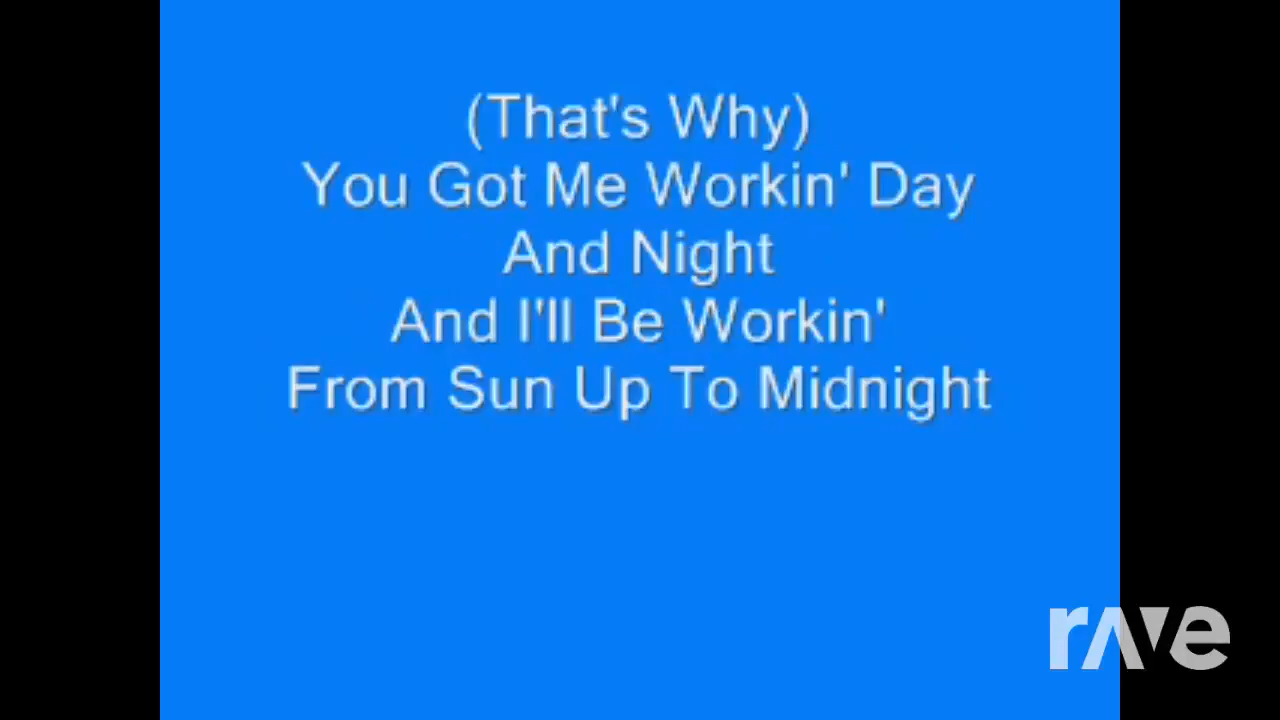 (That's Why)
You Got Me Workin' Day
And Night
And I'll Be Workin'
From Sun Up To Midnight
rave